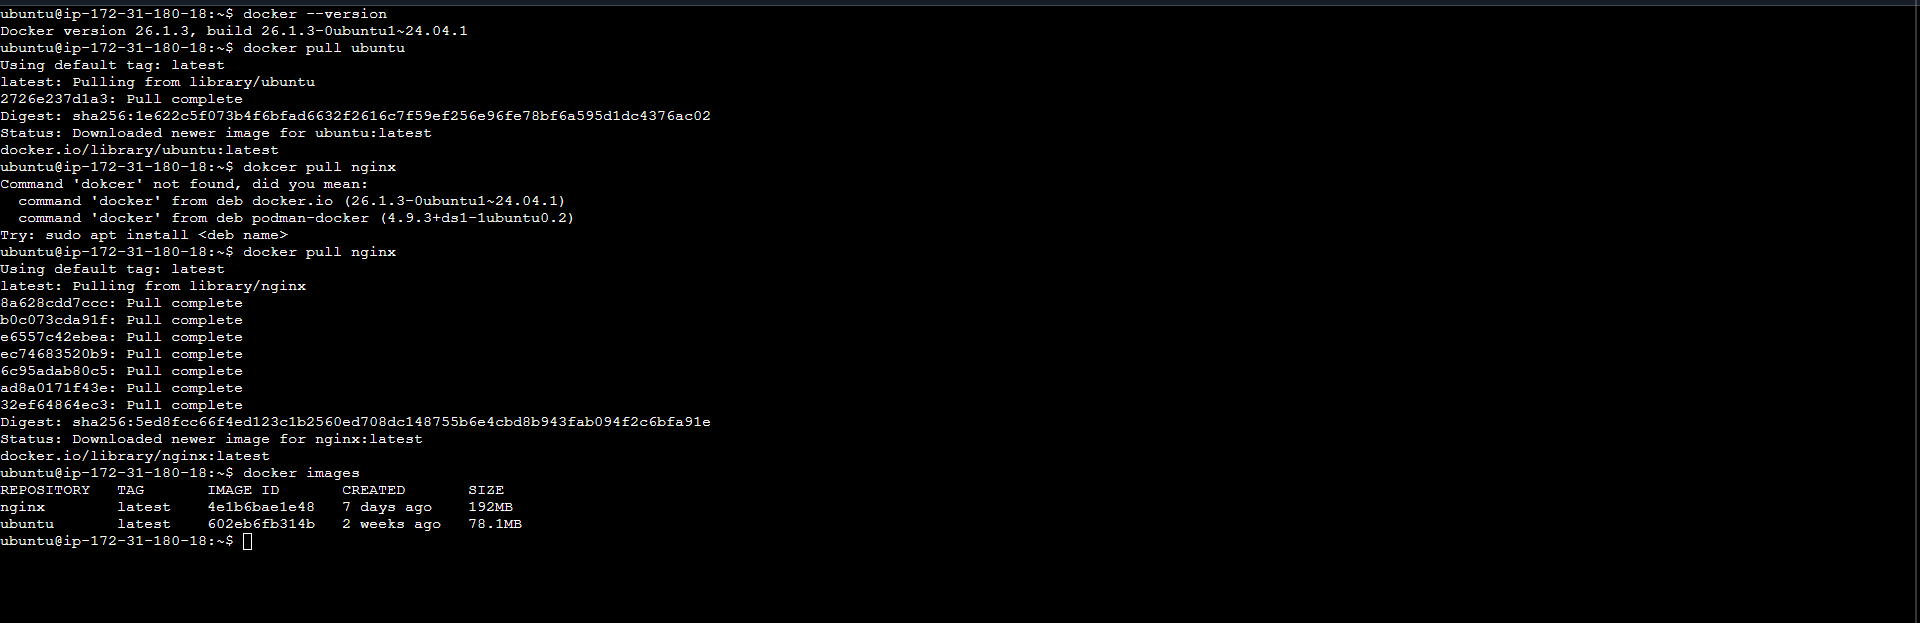 ubuntu@ip-172-31-180-18:~$ docker --version
Docker version 26.1.3, build 26.1.3-0ubuntu1~24.04.1
ubuntu@ip-172-31-180-18:~$ docker pull ubuntu
Using default tag: latest
latest: Pulling from library/ubuntu
2726e237d1a3: Pull complete
Digest: sha256:1e622c5f073b4f6bfad6632f2616c7f59ef256e96fe78bf6a595d1dc4376ac02
Status: Downloaded newer image for ubuntu:latest
docker.io/library/ubuntu:latest
ubuntu@ip-172-31-180-18:~$ dokcer pull nginx
Command 'dokcer' not found, did you mean:
  command 'docker' from deb docker.io (26.1.3-0ubuntu1~24.04.1)
  command 'docker' from deb podman-docker (4.9.3+ds1-1ubuntu0.2)
Try: sudo apt install <deb name>
ubuntu@ip-172-31-180-18:~$ docker pull nginx
Using default tag: latest
latest: Pulling from library/nginx
8a628cdd7ccc: Pull complete
b0c073cda91f: Pull complete
e6557c42ebea: Pull complete
ec74683520b9: Pull complete
6c95adab80c5: Pull complete
ad8a0171f43e: Pull complete
32ef64864ec3: Pull complete
Digest: sha256:5ed8fcc66f4ed123c1b2560ed708dc148755b6e4cbd8b943fab094f2c6bfa91e
Status: Downloaded newer image for nginx:latest
docker.io/library/nginx:latest
ubuntu@ip-172-31-180-18:~$ docker images
REPOSITORY   TAG       IMAGE ID       CREATED       SIZE
nginx        latest    4e1b6bae1e48   7 days ago    192MB
ubuntu       latest    602eb6fb314b   2 weeks ago   78.1MB
ubuntu@ip-172-31-180-18:~$